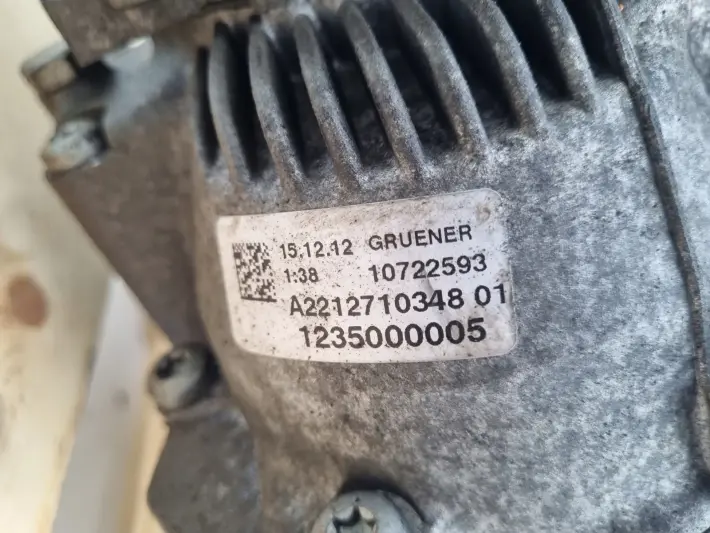 15.12.12 GRUENER
1:38 10722593
A2212710348 01
1235000005